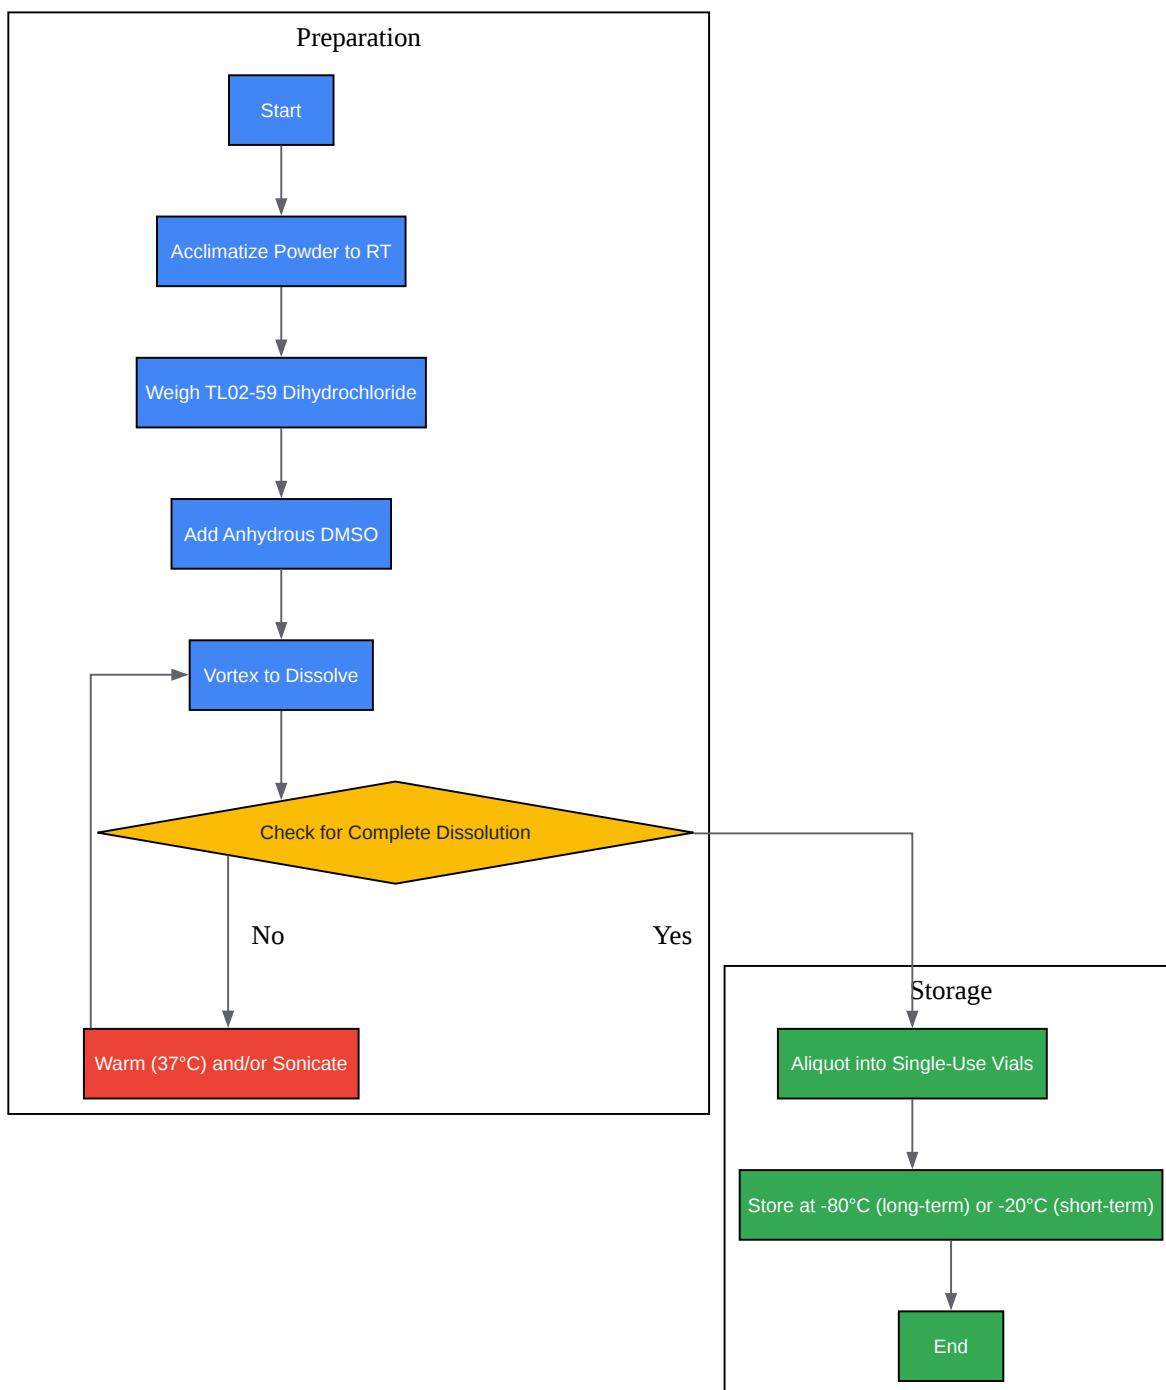 Preparation
Start
Acclimatize Powder to RT
Weigh TL02-59 Dihydrochloride
Add Anhydrous DMSO
Vortex to Dissolve
Check for Complete Dissolution
No
Yes
Warm (37°C) and/or Sonicate
Storage
Aliquot into Single-Use Vials
Store at -80°C (long-term) or -20°C (short-term)
End